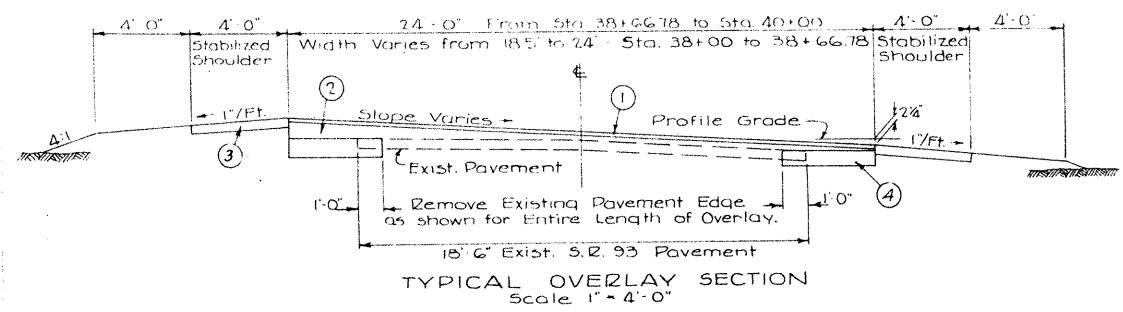 4'-0" 4'-0" 24'-0" From Sta 38+66.78 to Sta. 40+00 4'-0" 4'-0"
Stabilized Shoulder
Width Varies from 18.5' to 24' - Sta. 38+00 to 38+66.78
Stabilized Shoulder
℄
2
1
1"/Ft.
Slope Varies
Profile Grade
2¼"
1"/Ft.
4:1
3
Exist. Pavement
4
1'-0"
Remove Existing Pavement Edge
as shown for Entire Length of Overlay.
1'-0"
18'-6" Exist. S.R. 93 Pavement
TYPICAL OVERLAY SECTION
Scale 1" = 4'-0"